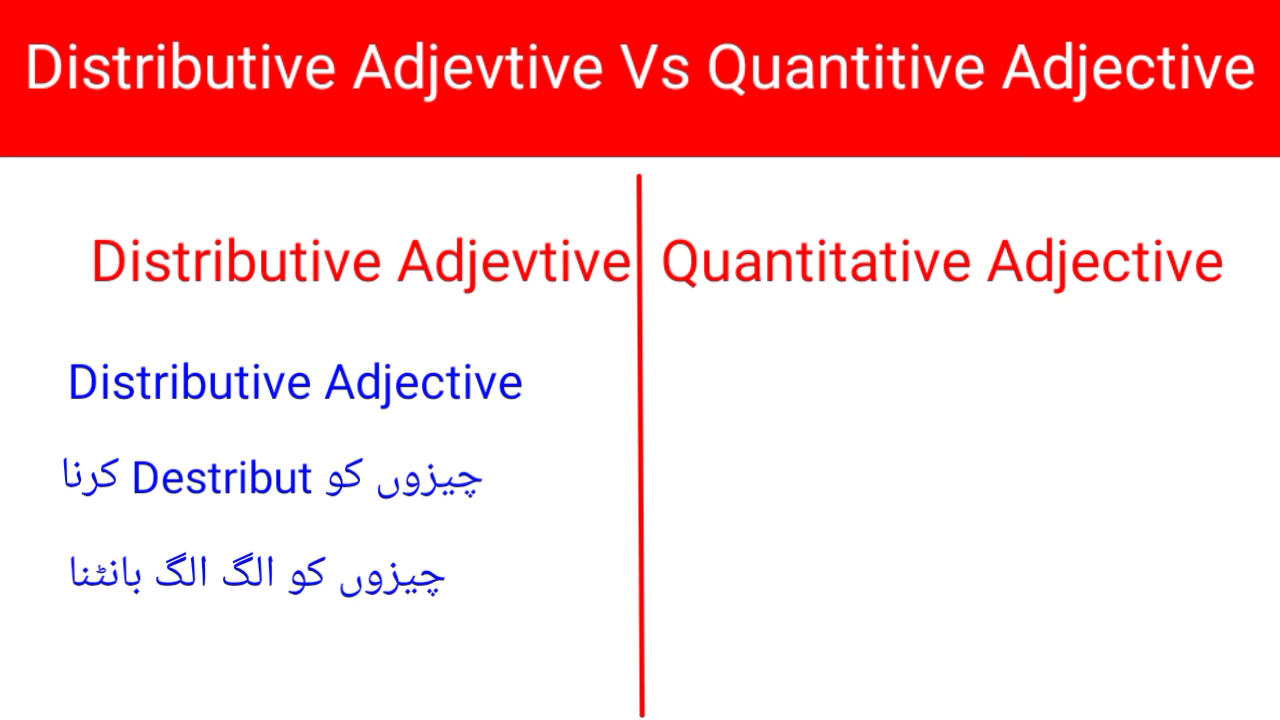 Distributive Adjevtive Vs Quantitive Adjective
Distributive Adjevtive
Quantitative Adjective
Distributive Adjective
چیزوں کو Destribut کرنا
چیزوں کو الگ الگ بانٹنا